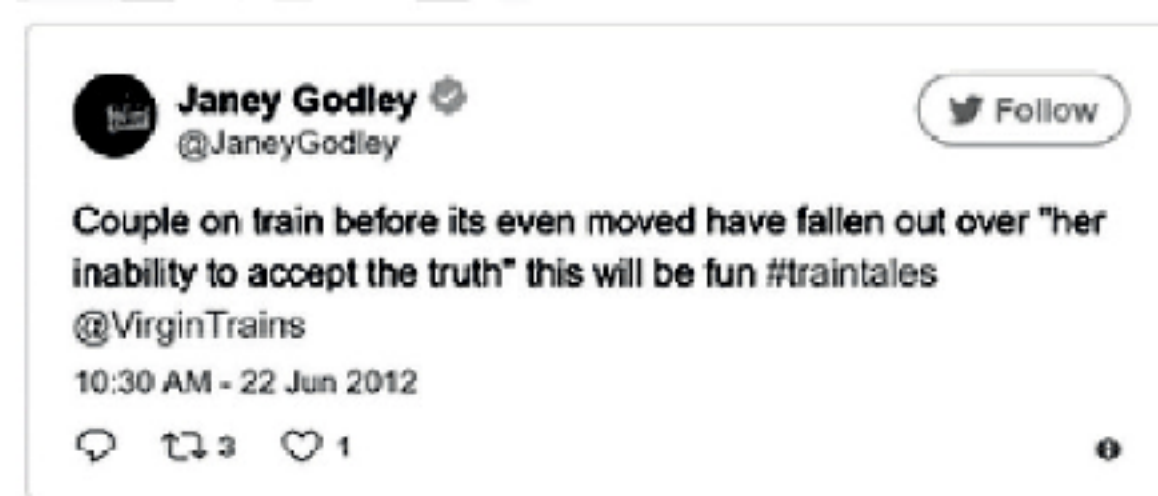 Janey Godley
@JaneyGodley
Follow
Couple on train before its even moved have fallen out over "her
inability to accept the truth" this will be fun #traintales
@VirginTrains
10:30 AM - 22 Jun 2012
3 1